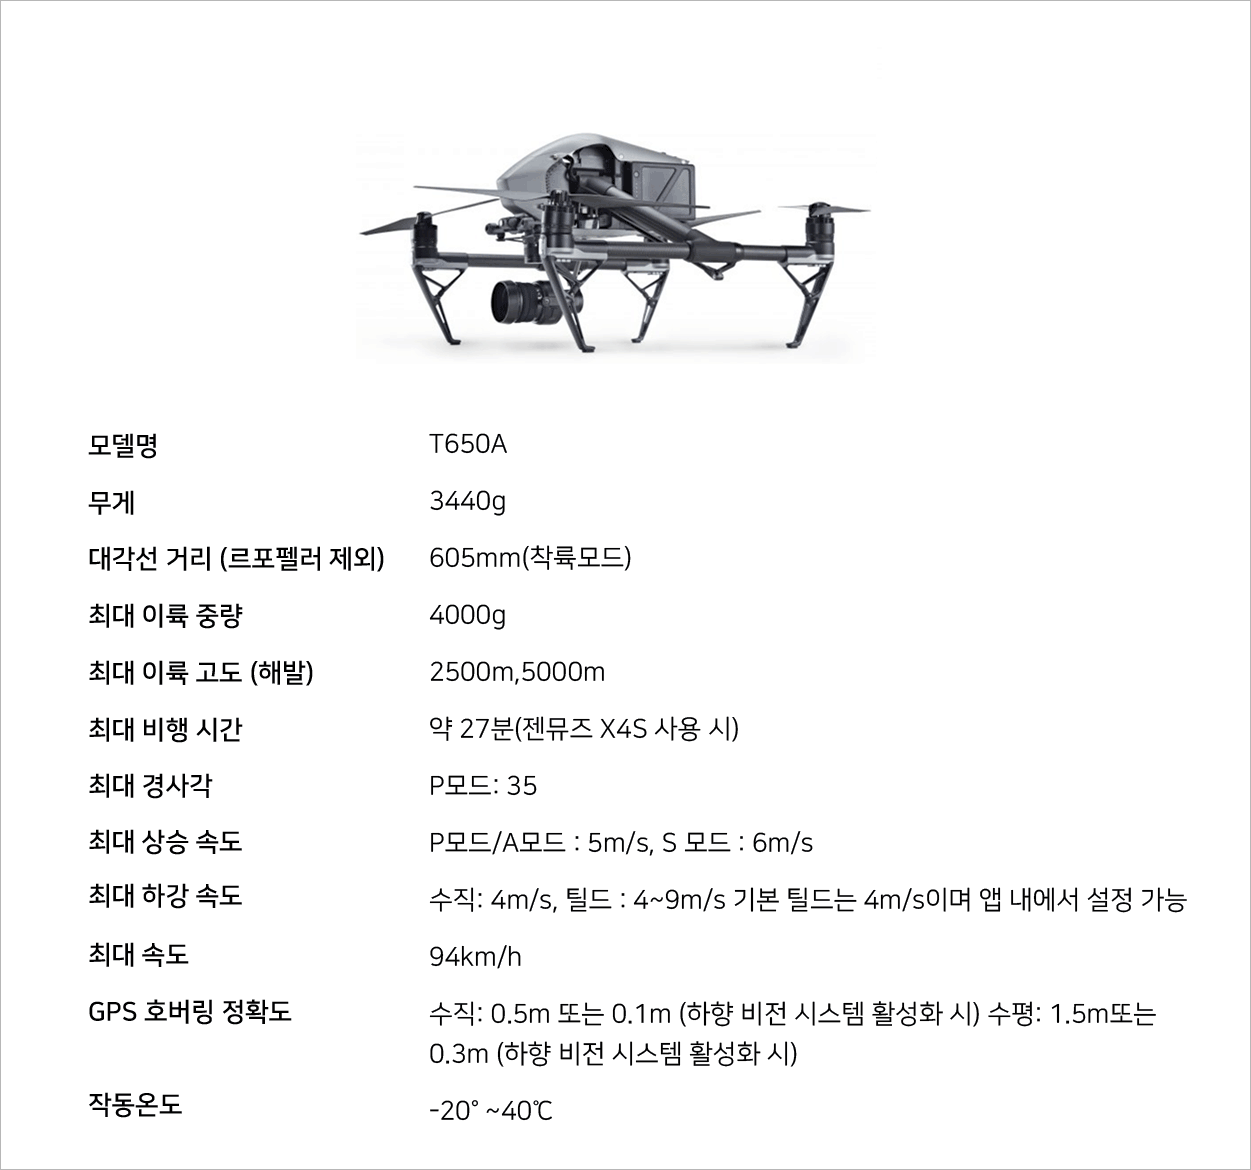 모델명 T650A
무게 3440g
대각선 거리 (르포펠러 제외) 605mm(착륙모드)
최대 이륙 중량 4000g
최대 이륙 고도 (해발) 2500m,5000m
최대 비행 시간 약 27분(젠뮤즈 X4S 사용 시)
최대 경사각 P모드: 35
최대 상승 속도 P모드/A모드 : 5m/s, S 모드 : 6m/s
최대 하강 속도 수직: 4m/s, 틸드 : 4~9m/s 기본 틸드는 4m/s이며 앱 내에서 설정 가능
최대 속도 94km/h
GPS 호버링 정확도 수직: 0.5m 또는 0.1m (하향 비전 시스템 활성화 시) 수평: 1.5m또는
0.3m (하향 비전 시스템 활성화 시)
작동온도 -20° ~40℃